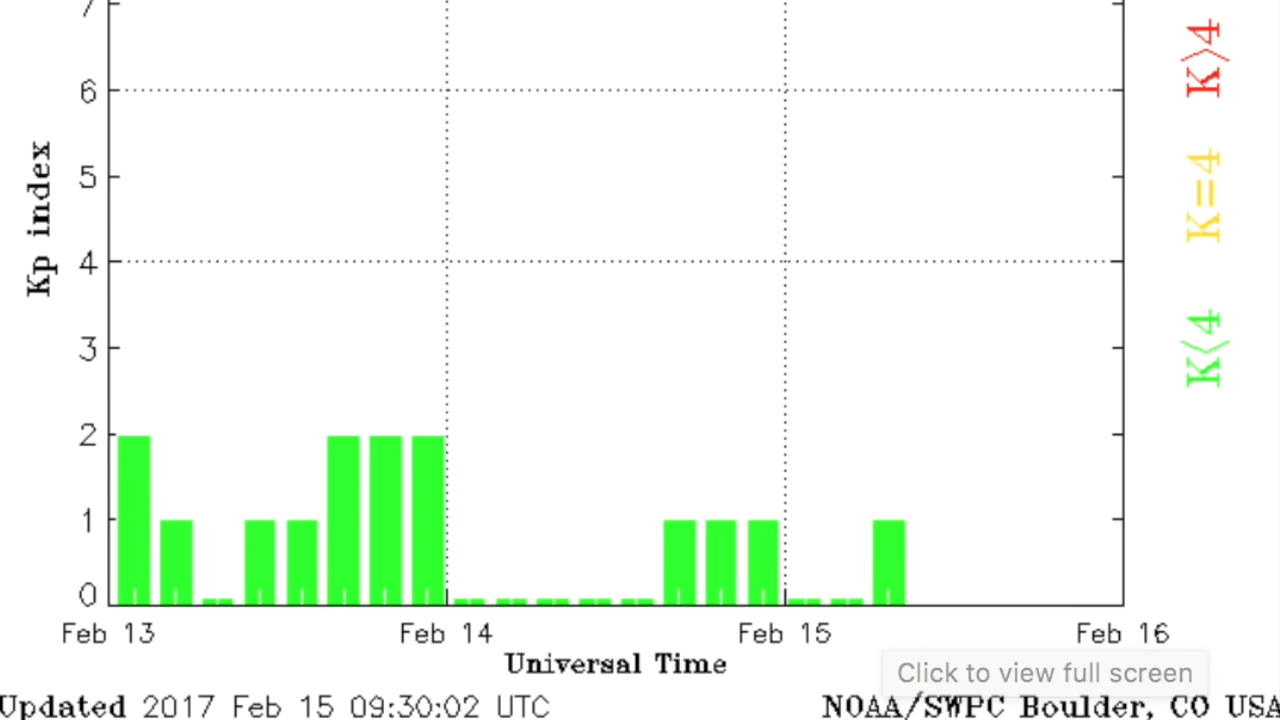 7
6
5
4
3
2
1
0
Kp index
K>4
K=4
K<4
Feb 13 Feb 14 Feb 15 Feb 16
Universal Time
Click to view full screen
Updated 2017 Feb 15 09:30:02 UTC
NOAA/SWPC Boulder, CO USA